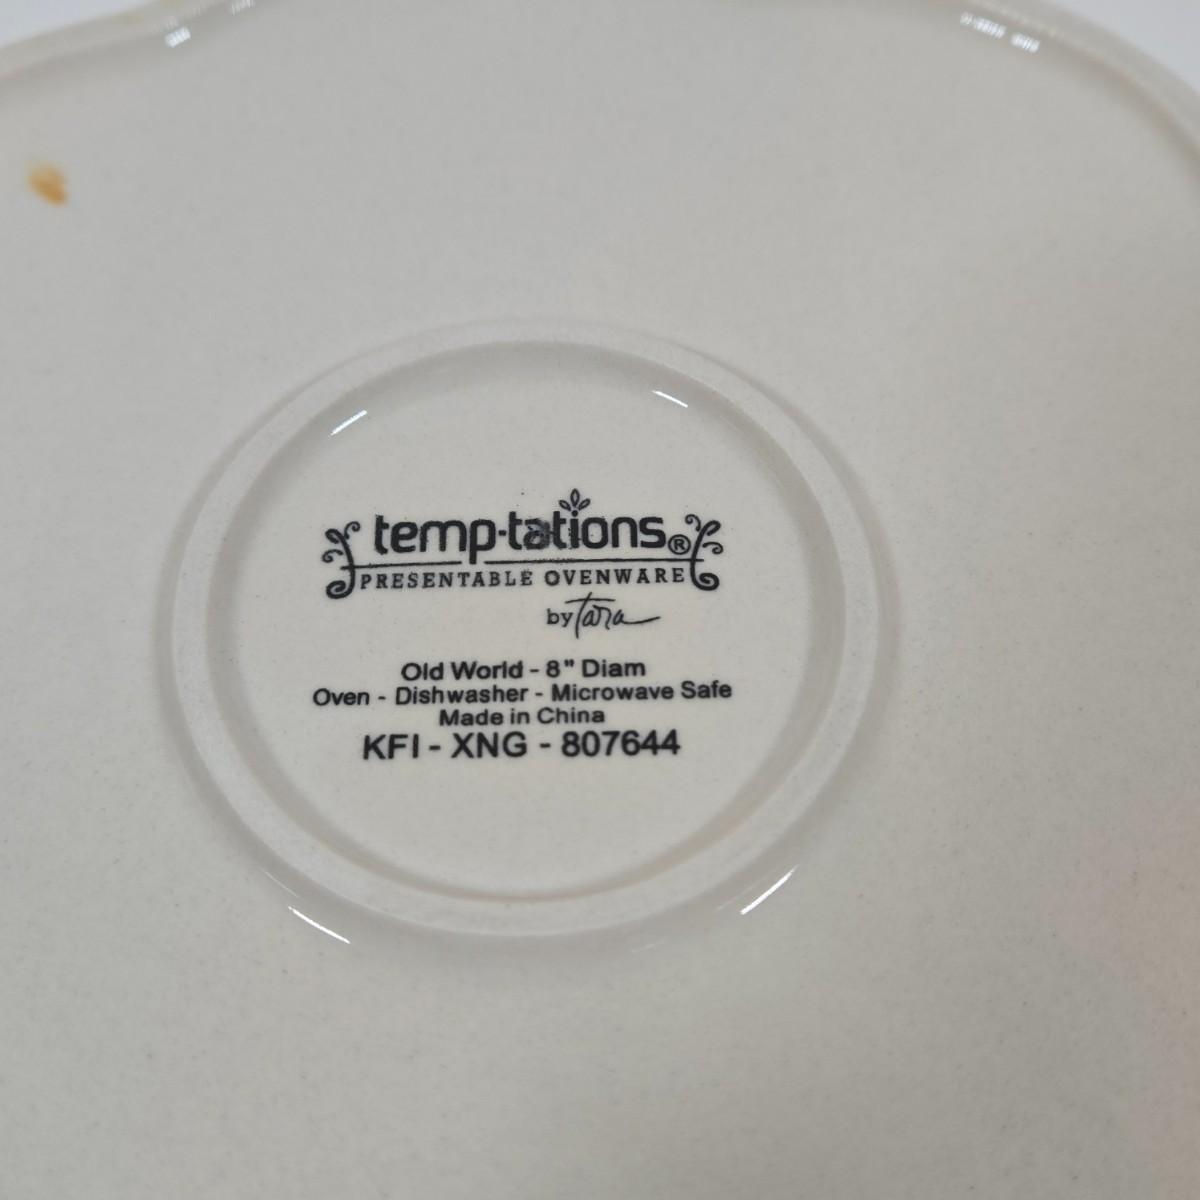 temp-tations®
PRESENTABLE OVENWARE
by Tara
Old World - 8" Diam
Oven - Dishwasher - Microwave Safe
Made in China
KFI - XNG - 807644